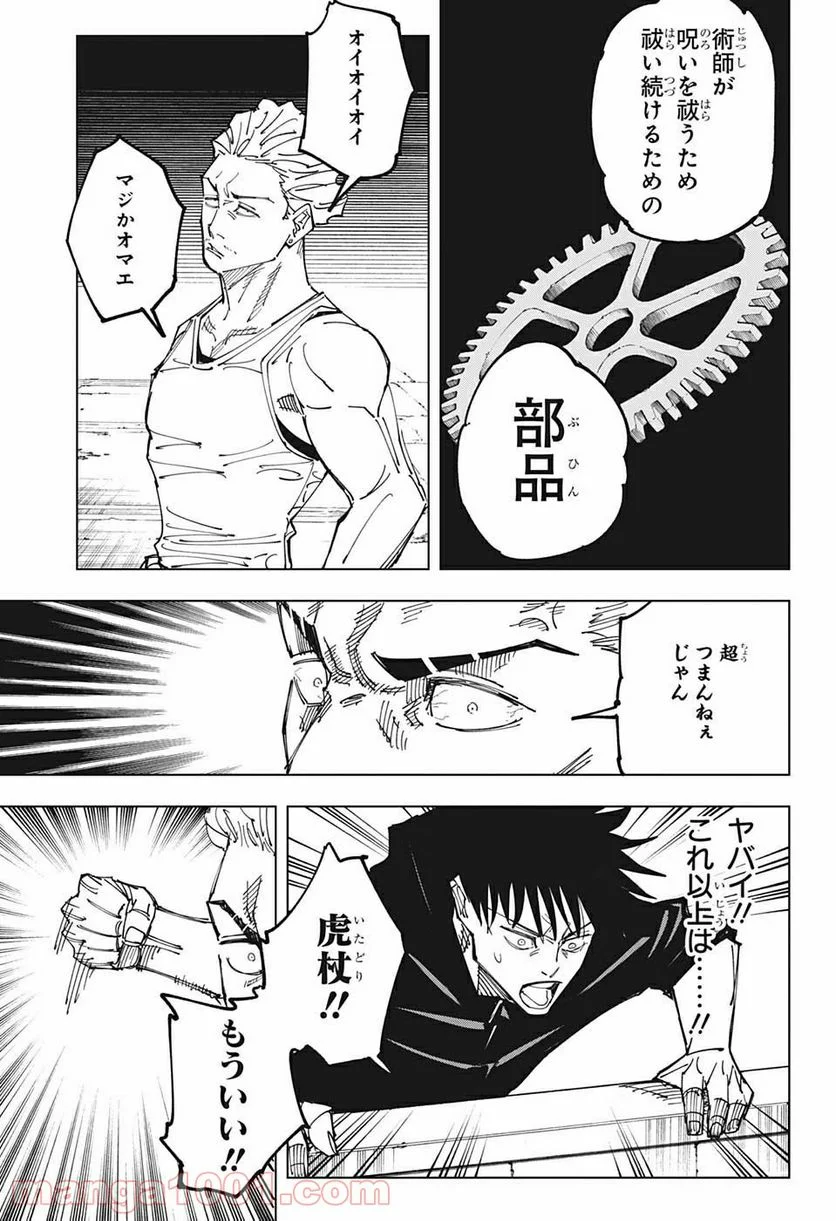 術師が
呪いを祓うため
祓い続けるための
部品
オイオイオイ
マジかオマエ
超
つまんねぇ
じゃん
ヤバイ!!
これ以上は……!!
虎杖!!
もういい!!
manga1001.com